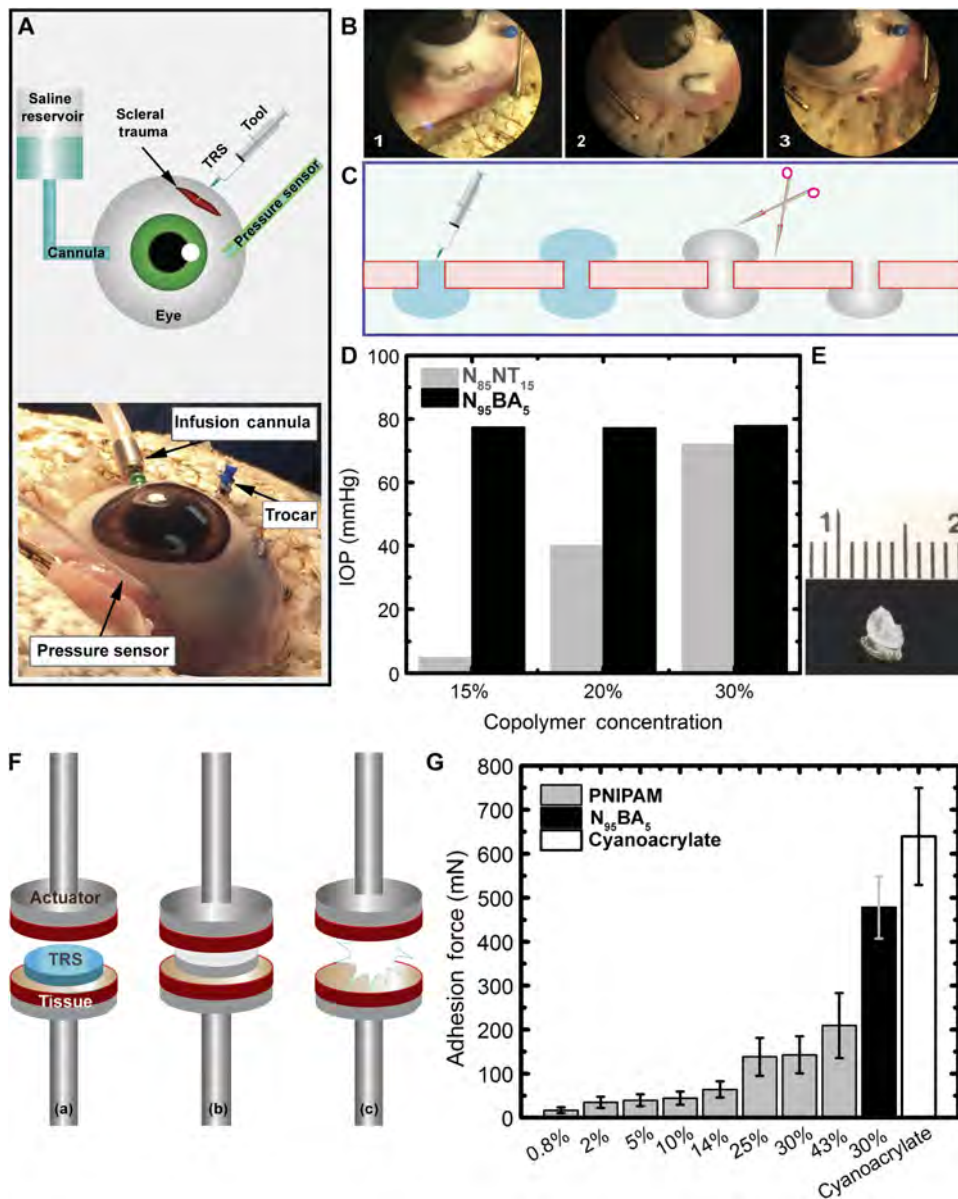 A
Saline
reservoir
Scleral
trauma
TRS
Tool
Pressure sensor
Cannula
Eye
Infusion cannula
Trocar
Pressure sensor
B
1
2
3
C
D
100
80
60
40
20
0
IOP (mmHg)
N₈₅NT₁₅
N₉₅BA₅
15%
20%
30%
Copolymer concentration
E
1
2
F
Actuator
TRS
Tissue
(a)
(b)
(c)
G
800
700
600
500
400
300
200
100
0
Adhesion force (mN)
PNIPAM
N₉₅BA₅
Cyanoacrylate
0.8%
2%
5%
10%
14%
25%
30%
43%
30%
Cyanoacrylate